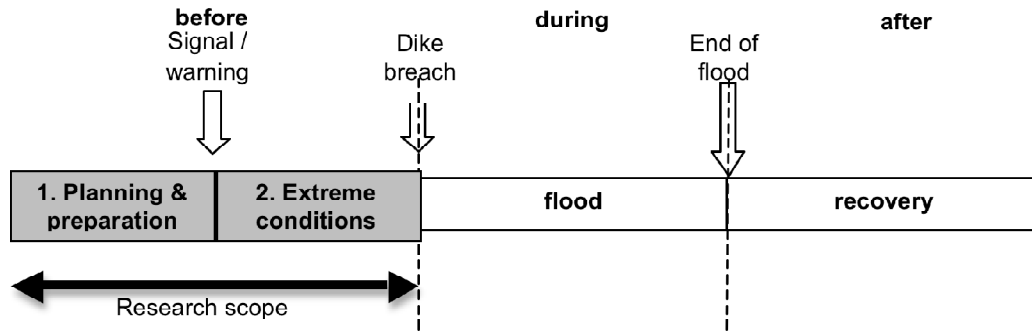 before
during
after
Signal /
warning
Dike
breach
End of
flood
1. Planning &
preparation
2. Extreme
conditions
flood
recovery
Research scope